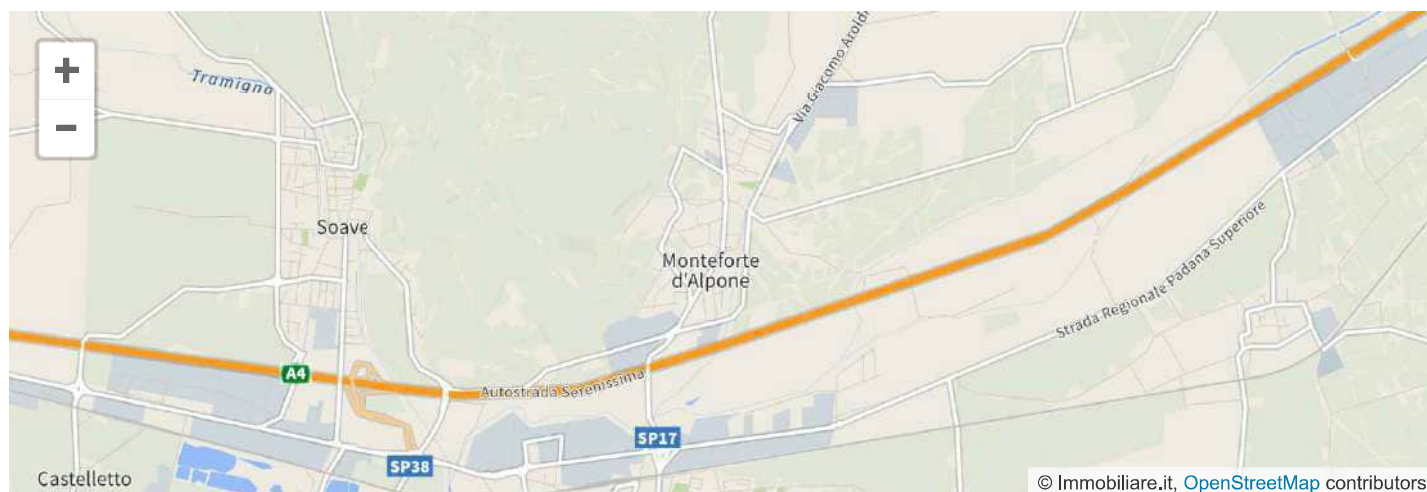 +
−
Tramigna
Via Giacomo Aroldi
Soave
Monteforte
d'Alpone
Strada Regionale Padana Superiore
A4
Autostrada Serenissima
SP17
SP38
Castelletto
© Immobiliare.it, OpenStreetMap contributors